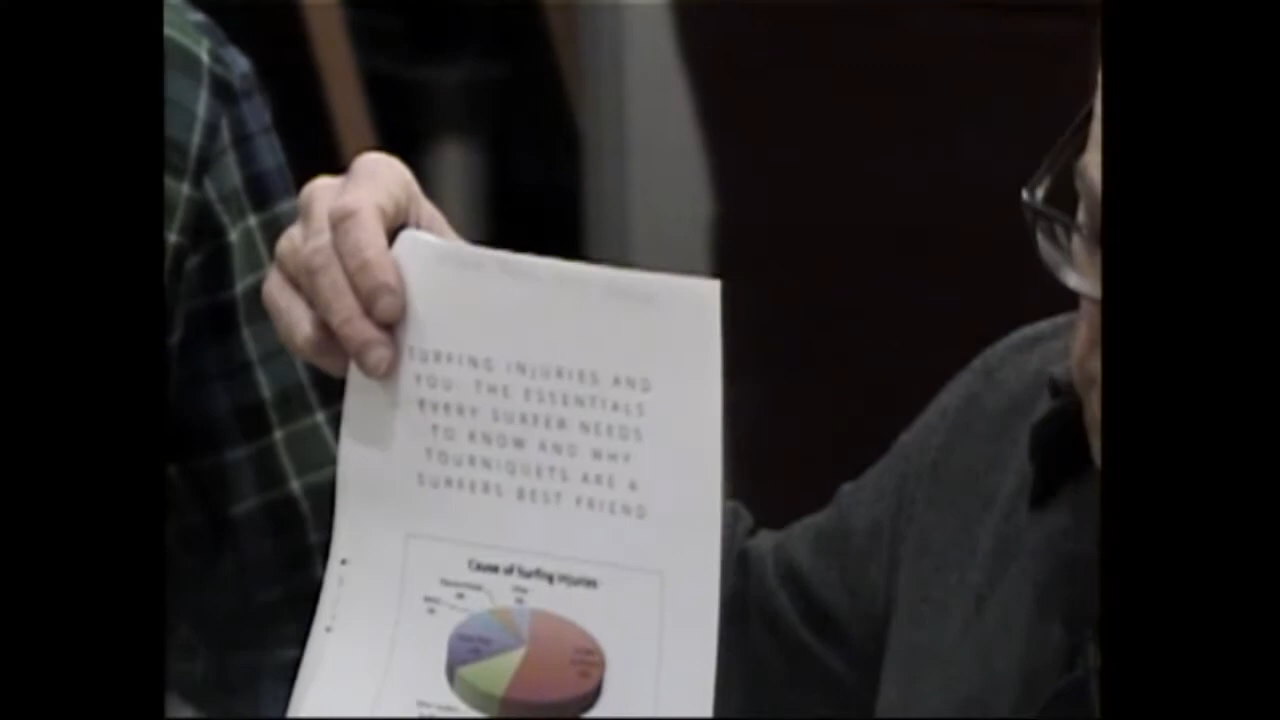 SURFING INJURIES AND
YOU: THE ESSENTIALS
EVERY SURFER NEEDS
TO KNOW AND WHY
TOURNIQUETS ARE A
SURFERS BEST FRIEND
Cause of Surfing Injuries